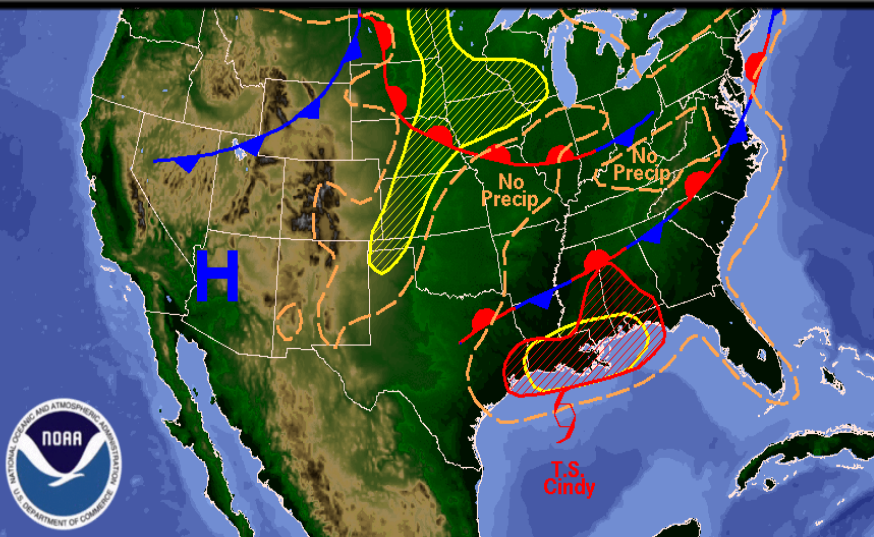 No
Precip
No
Precip
H
T.S.
Cindy
NOAA
NATIONAL OCEANIC AND ATMOSPHERIC ADMINISTRATION
U.S. DEPARTMENT OF COMMERCE